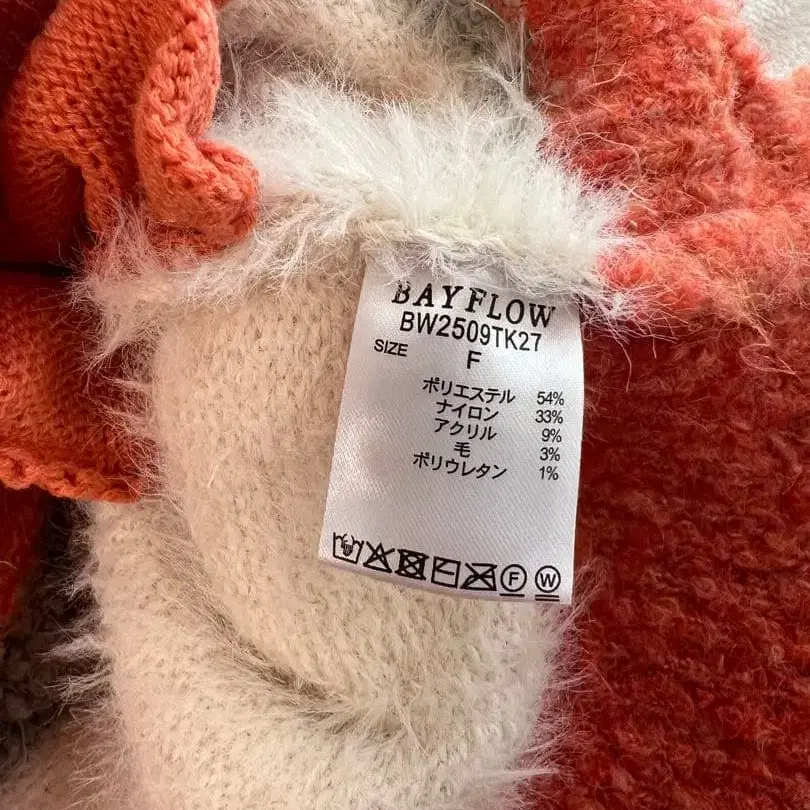 BAYFLOW
BW2509TK27
SIZE F
ポリエステル 54%
ナイロン 33%
アクリル 9%
毛 3%
ポリウレタン 1%
F W